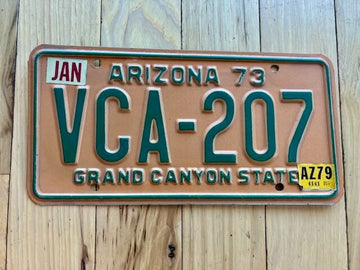 JAN
ARIZONA 73
VCA-207
GRAND CANYON STATE
AZ79